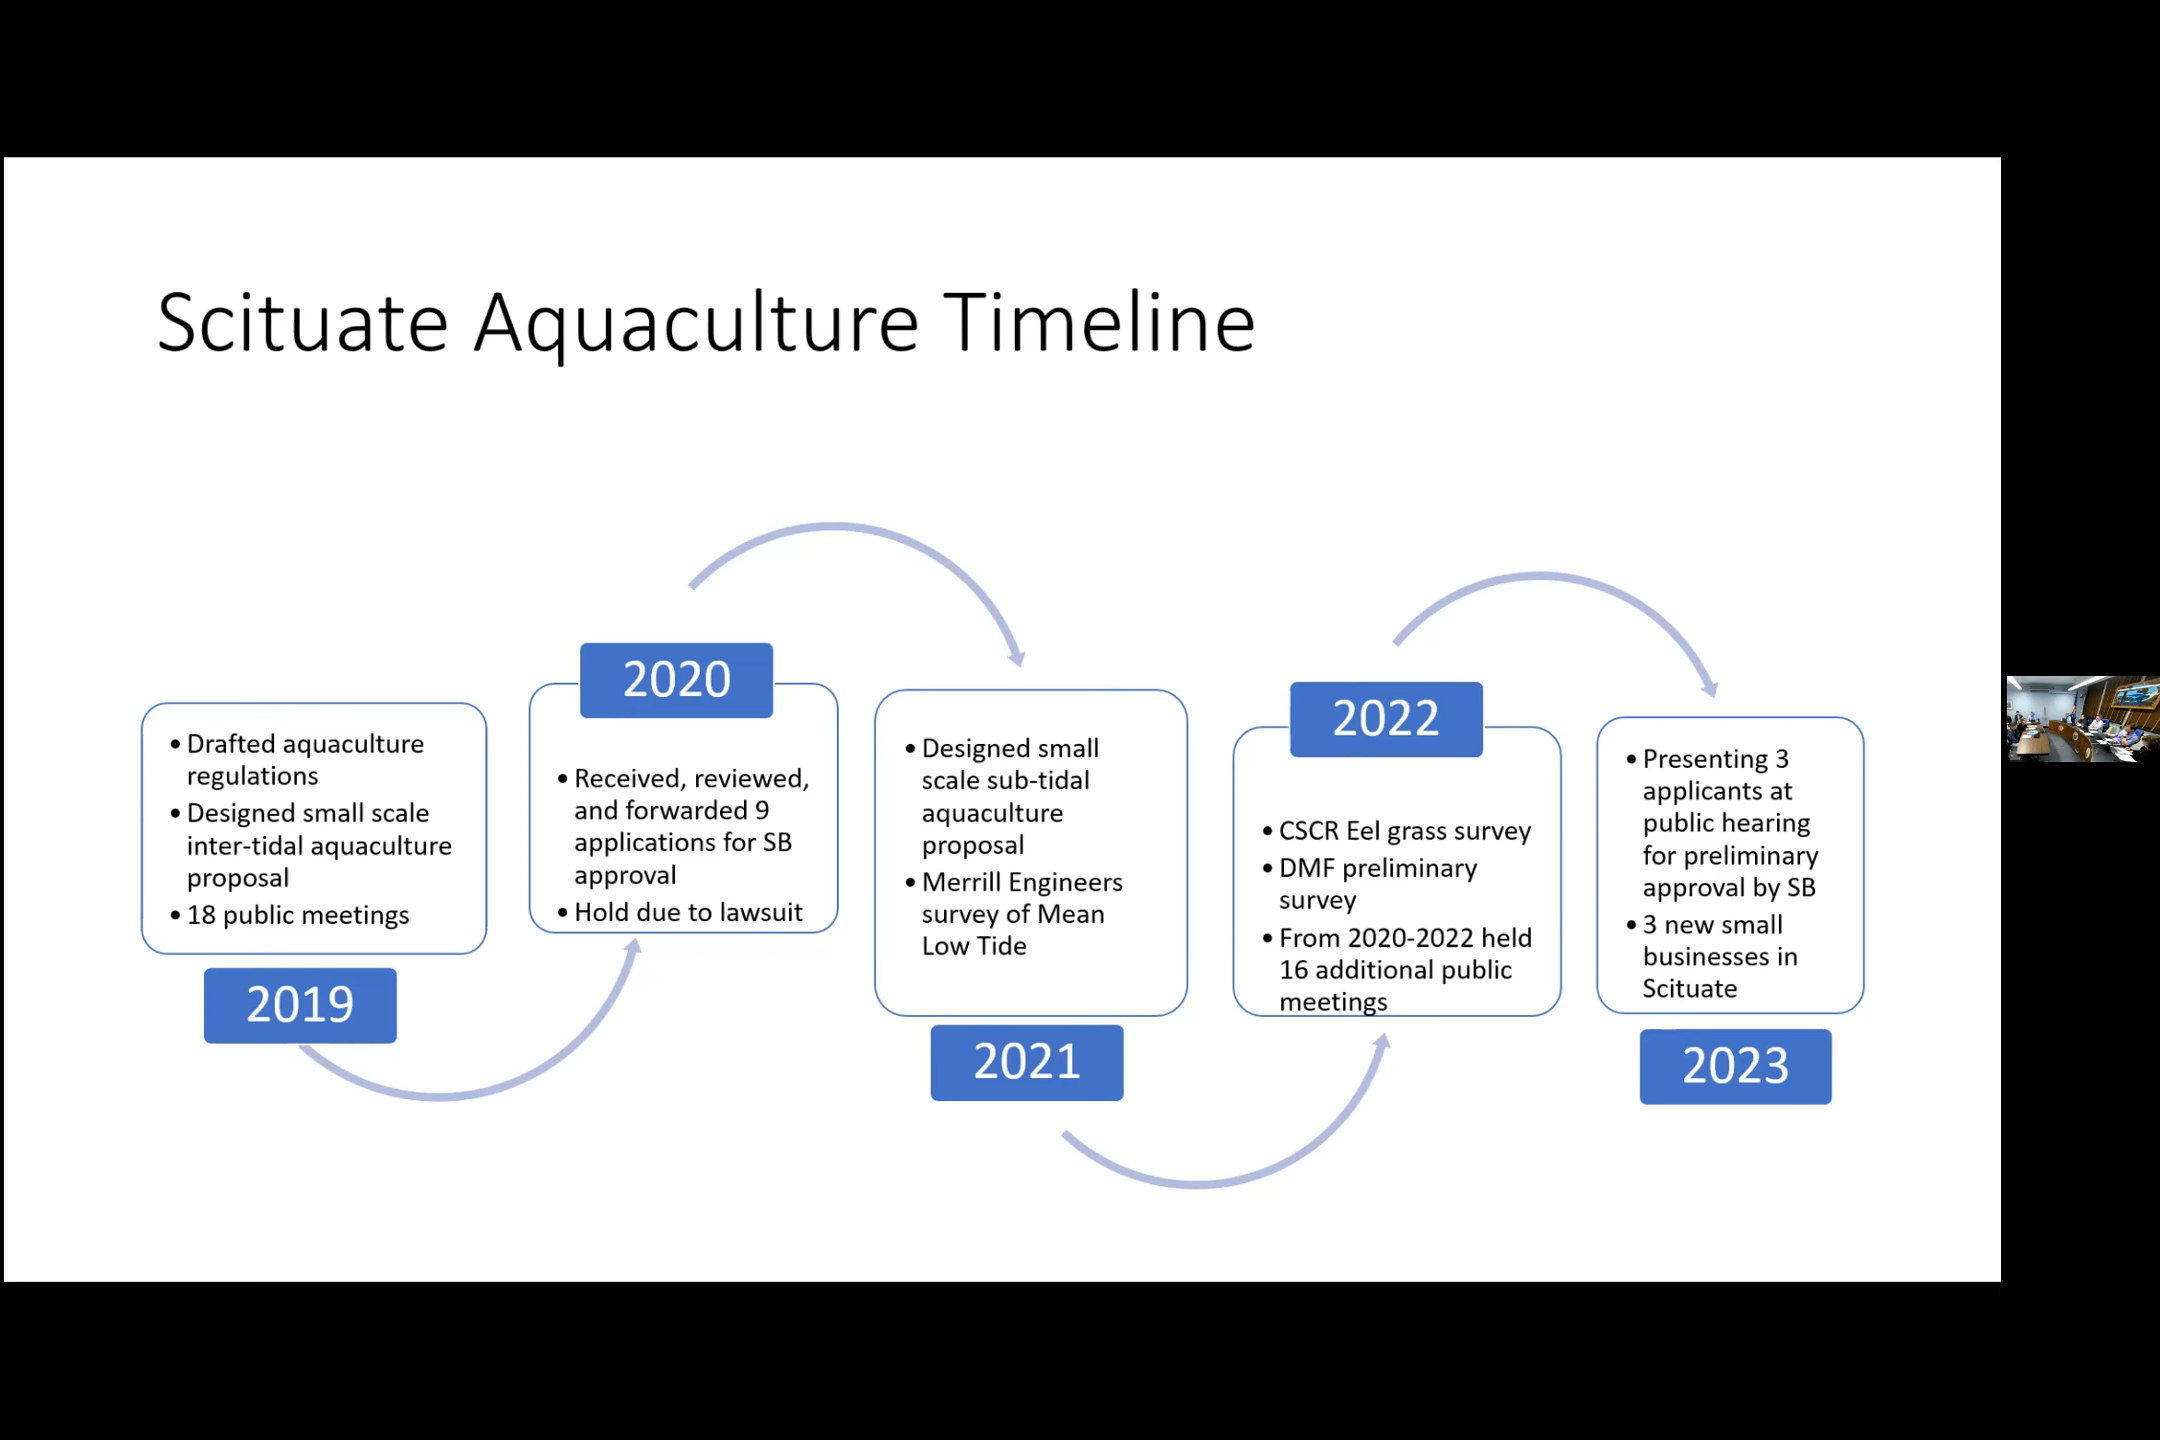 Scituate Aquaculture Timeline
• Drafted aquaculture
regulations
• Designed small scale
inter-tidal aquaculture
proposal
• 18 public meetings
2019
2020
• Received, reviewed,
and forwarded 9
applications for SB
approval
• Hold due to lawsuit
• Designed small
scale sub-tidal
aquaculture
proposal
• Merrill Engineers
survey of Mean
Low Tide
2021
2022
• CSCR Eel grass survey
• DMF preliminary
survey
• From 2020-2022 held
16 additional public
meetings
• Presenting 3
applicants at
public hearing
for preliminary
approval by SB
• 3 new small
businesses in
Scituate
2023